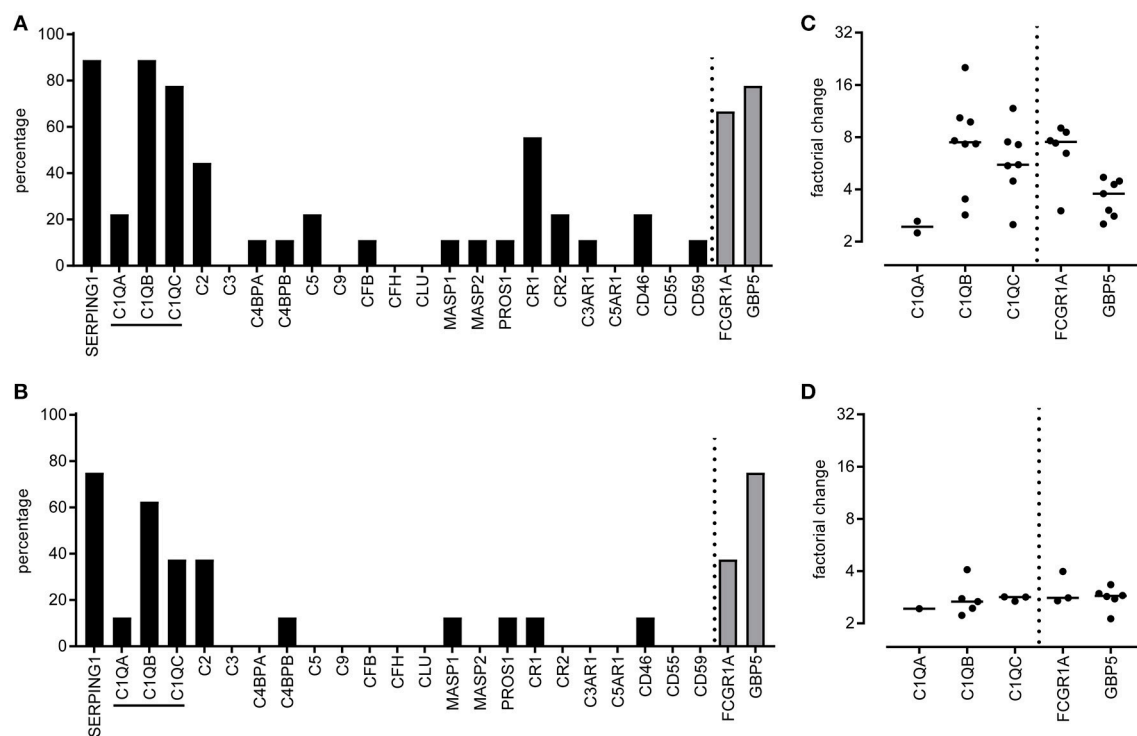 A
percentage
100
80
60
40
20
0
SERPING1
C1QA
C1QB
C1QC
C2
C3
C4BPA
C4BPB
C5
C9
CFB
CFH
CLU
MASP1
MASP2
PROS1
CR1
CR2
C3AR1
C5AR1
CD46
CD55
CD59
FCGR1A
GBP5
C
factorial change
32
16
8
4
2
C1QA
C1QB
C1QC
FCGR1A
GBP5
B
percentage
100
80
60
40
20
0
SERPING1
C1QA
C1QB
C1QC
C2
C3
C4BPA
C4BPB
C5
C9
CFB
CFH
CLU
MASP1
MASP2
PROS1
CR1
CR2
C3AR1
C5AR1
CD46
CD55
CD59
FCGR1A
GBP5
D
factorial change
32
16
8
4
2
C1QA
C1QB
C1QC
FCGR1A
GBP5